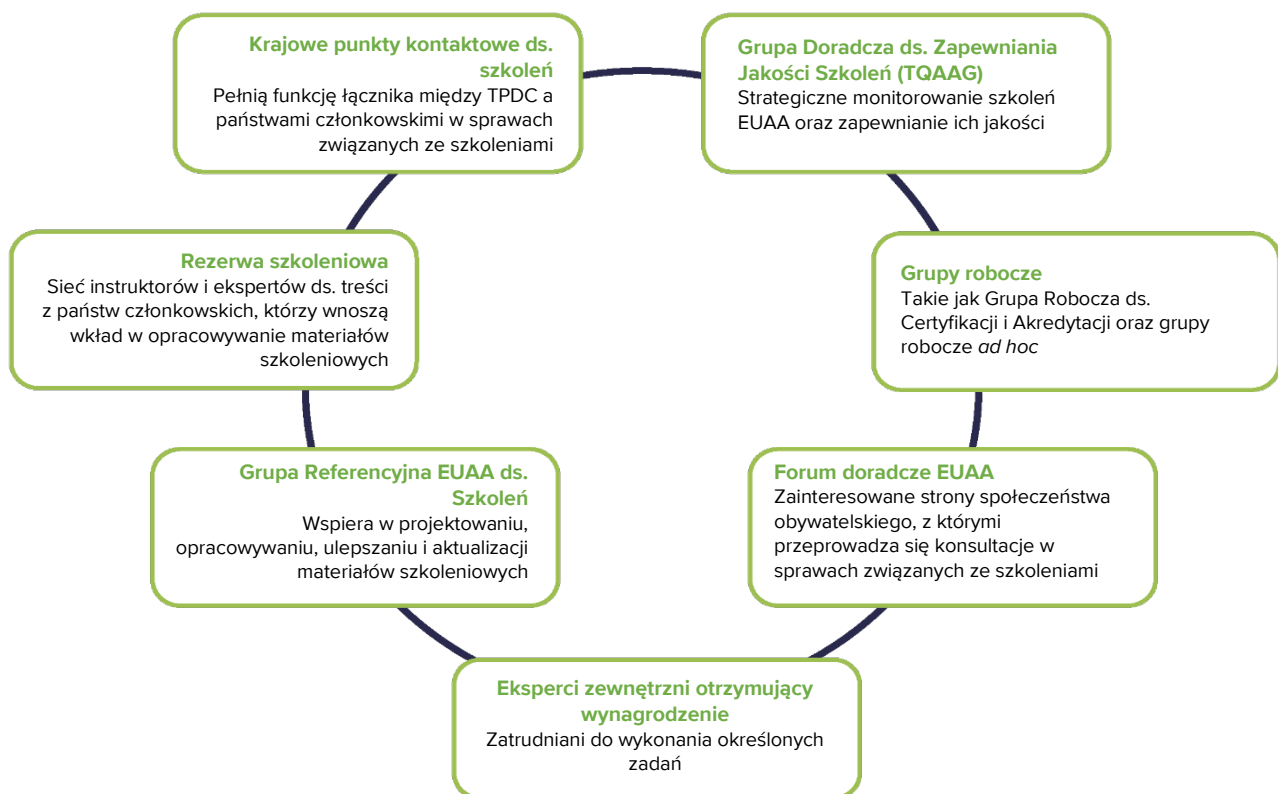 Krajowe punkty kontaktowe ds.
szkoleń
Pełnią funkcję łącznika między TPDC a
państwami członkowskimi w sprawach
związanych ze szkoleniami
Grupa Doradcza ds. Zapewniania
Jakości Szkoleń (TQAAG)
Strategiczne monitorowanie szkoleń
EUAA oraz zapewnianie ich jakości
Rezerwa szkoleniowa
Sieć instruktorów i ekspertów ds. treści
z państw członkowskich, którzy wnoszą
wkład w opracowywanie materiałów
szkoleniowych
Grupy robocze
Takie jak Grupa Robocza ds.
Certyfikacji i Akredytacji oraz grupy
robocze ad hoc
Grupa Referencyjna EUAA ds.
Szkoleń
Wspiera w projektowaniu,
opracowywaniu, ulepszaniu i aktualizacji
materiałów szkoleniowych
Forum doradcze EUAA
Zainteresowane strony społeczeństwa
obywatelskiego, z którymi
przeprowadza się konsultacje w
sprawach związanych ze szkoleniami
Eksperci zewnętrzni otrzymujący
wynagrodzenie
Zatrudniani do wykonania określonych
zadań